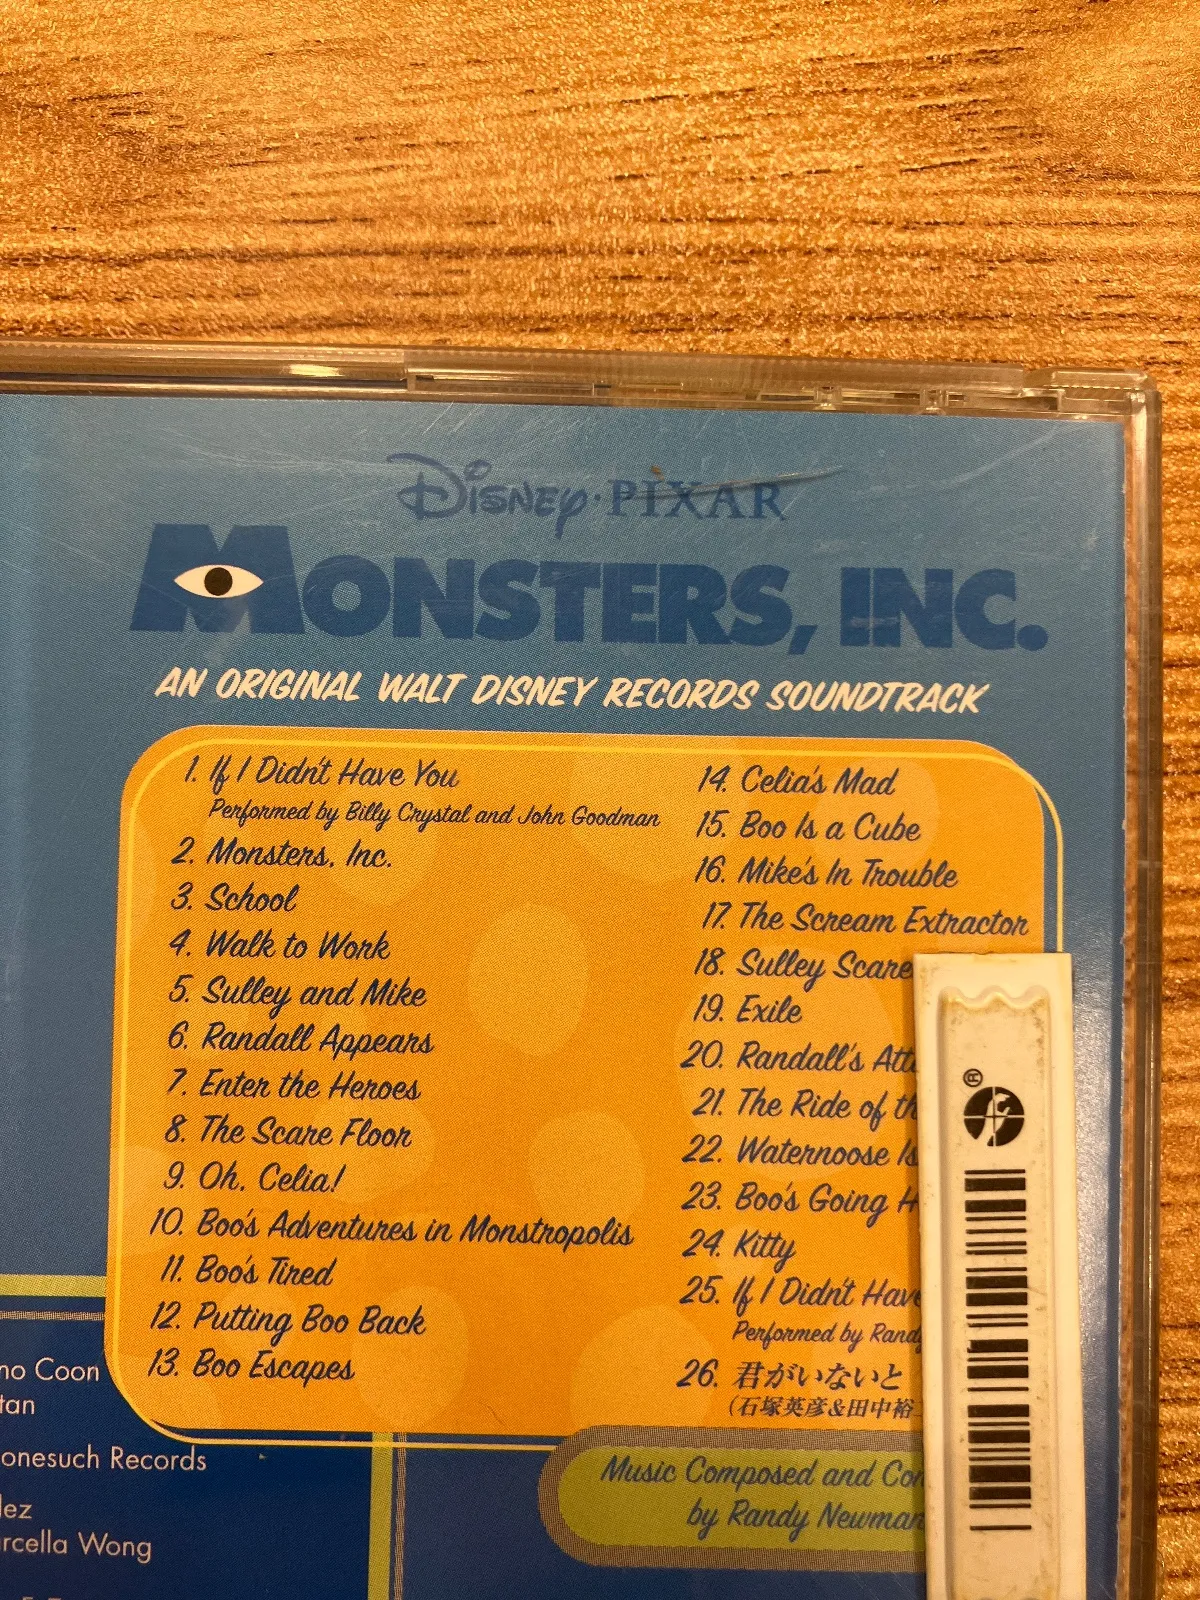 Disney·PIXAR
MONSTERS, INC.
AN ORIGINAL WALT DISNEY RECORDS SOUNDTRACK
1. If I Didn't Have You
Performed by Billy Crystal and John Goodman
2. Monsters, Inc.
3. School
4. Walk to Work
5. Sulley and Mike
6. Randall Appears
7. Enter the Heroes
8. The Scare Floor
9. Oh, Celia!
10. Boo's Adventures in Monstropolis
11. Boo's Tired
12. Putting Boo Back
13. Boo Escapes
14. Celia's Mad
15. Boo Is a Cube
16. Mike's In Trouble
17. The Scream Extractor
18. Sulley Scare
19. Exile
20. Randall's
21. The Ride of
22. Waternoose
23. Boo's Going
24. Kitty
25. If I Didn't
Performed by
26. 君がいないと
(石塚英彦&田中裕
Music Composed and
by Randy Newman
Coon
onesuch Records
Wong
®